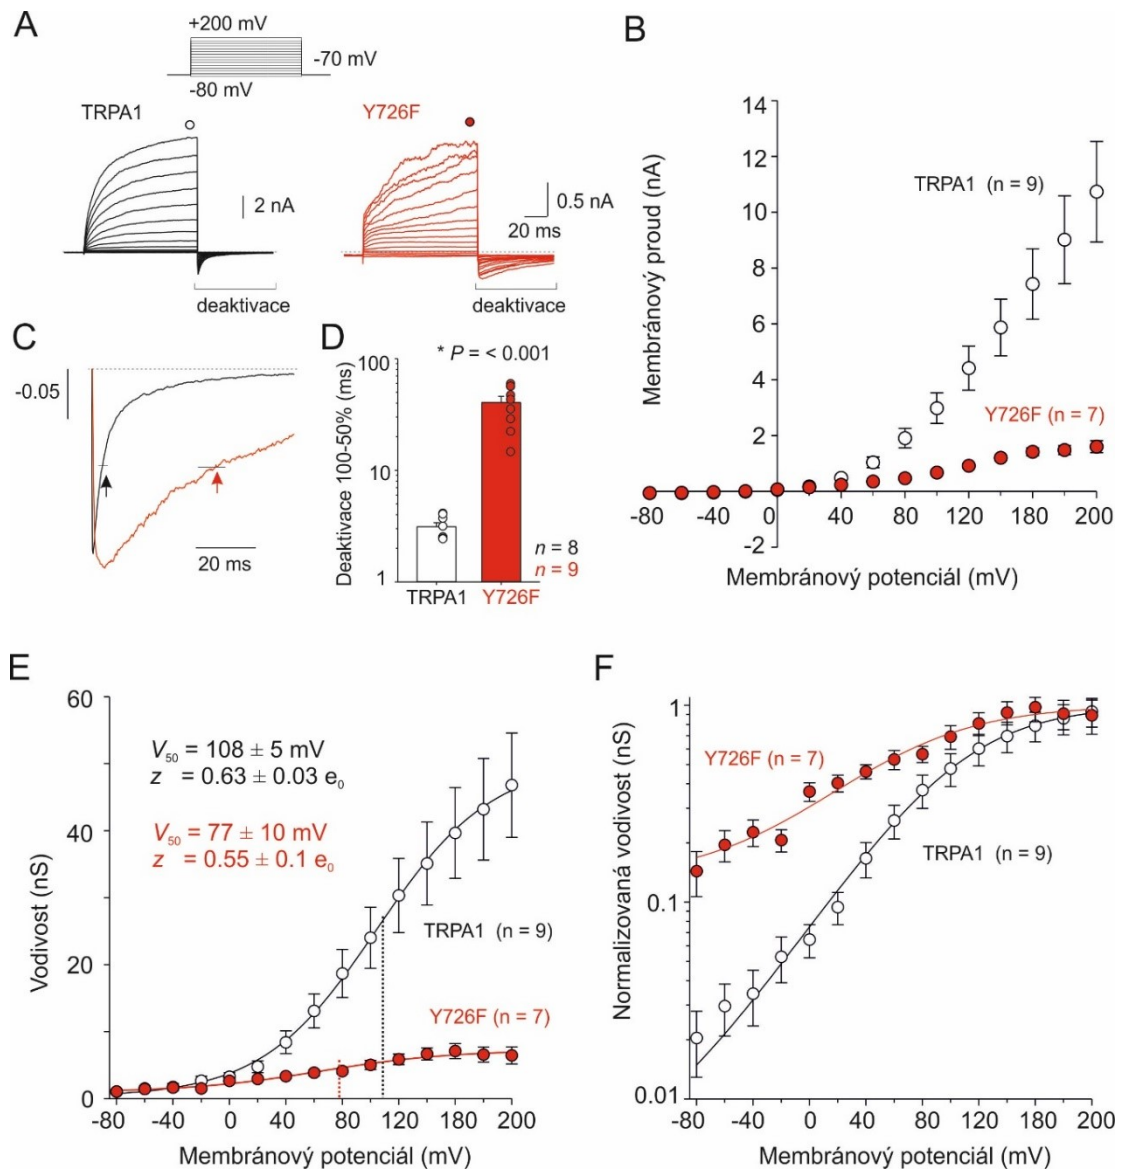 A
+200 mV
-70 mV
-80 mV
TRPA1
Y726F
2 nA
0.5 nA
20 ms
deaktivace
deaktivace
B
Membránový proud (nA)
14
12
10
8
6
4
2
-2
TRPA1 (n = 9)
Y726F (n = 7)
-80 -40 0 40 80 120 160 200
Membránový potenciál (mV)
C
-0.05
20 ms
D
* P = < 0.001
Deaktivace 100-50% (ms)
100
10
1
n = 8
n = 9
TRPA1 Y726F
E
Vodivost (nS)
60
40
20
0
V50 = 108 ± 5 mV
z = 0.63 ± 0.03 e0
V50 = 77 ± 10 mV
z = 0.55 ± 0.1 e0
TRPA1 (n = 9)
Y726F (n = 7)
-80 -40 0 40 80 120 160 200
Membránový potenciál (mV)
F
Normalizovaná vodivost (nS)
1
0.1
0.01
Y726F (n = 7)
TRPA1 (n = 9)
-80 -40 0 40 80 120 160 200
Membránový potenciál (mV)